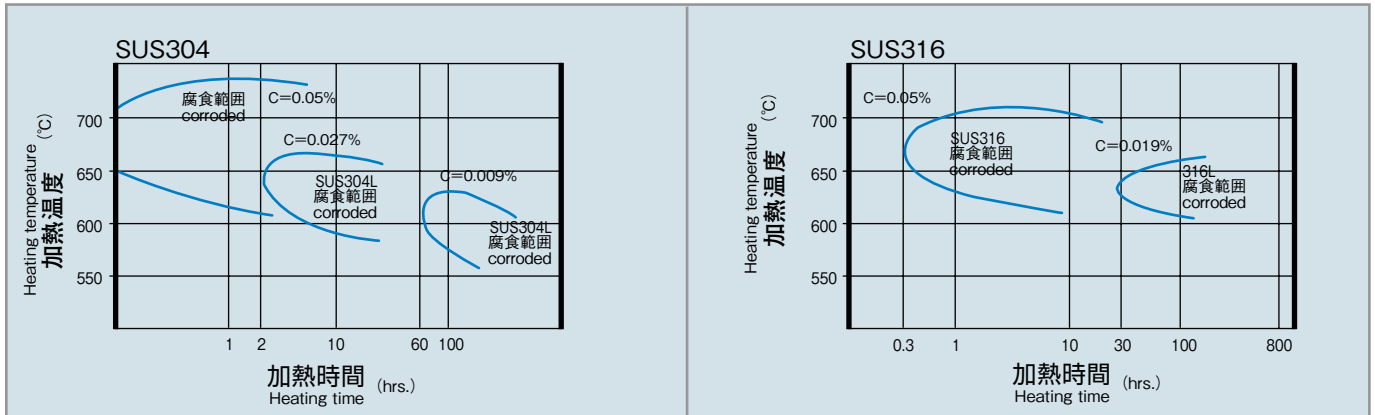 SUS304
腐食範囲
corroded
C=0.05%
C=0.027%
SUS304L
腐食範囲
corroded
C=0.009%
SUS304L
腐食範囲
corroded
700
650
600
550
Heating temperature (℃)
加熱温度
1 2 10 60 100
加熱時間 (hrs.)
Heating time
SUS316
C=0.05%
SUS316
腐食範囲
corroded
C=0.019%
316L
腐食範囲
corroded
700
650
600
550
Heating temperature (℃)
加熱温度
0.3 1 10 30 100 800
加熱時間 (hrs.)
Heating time